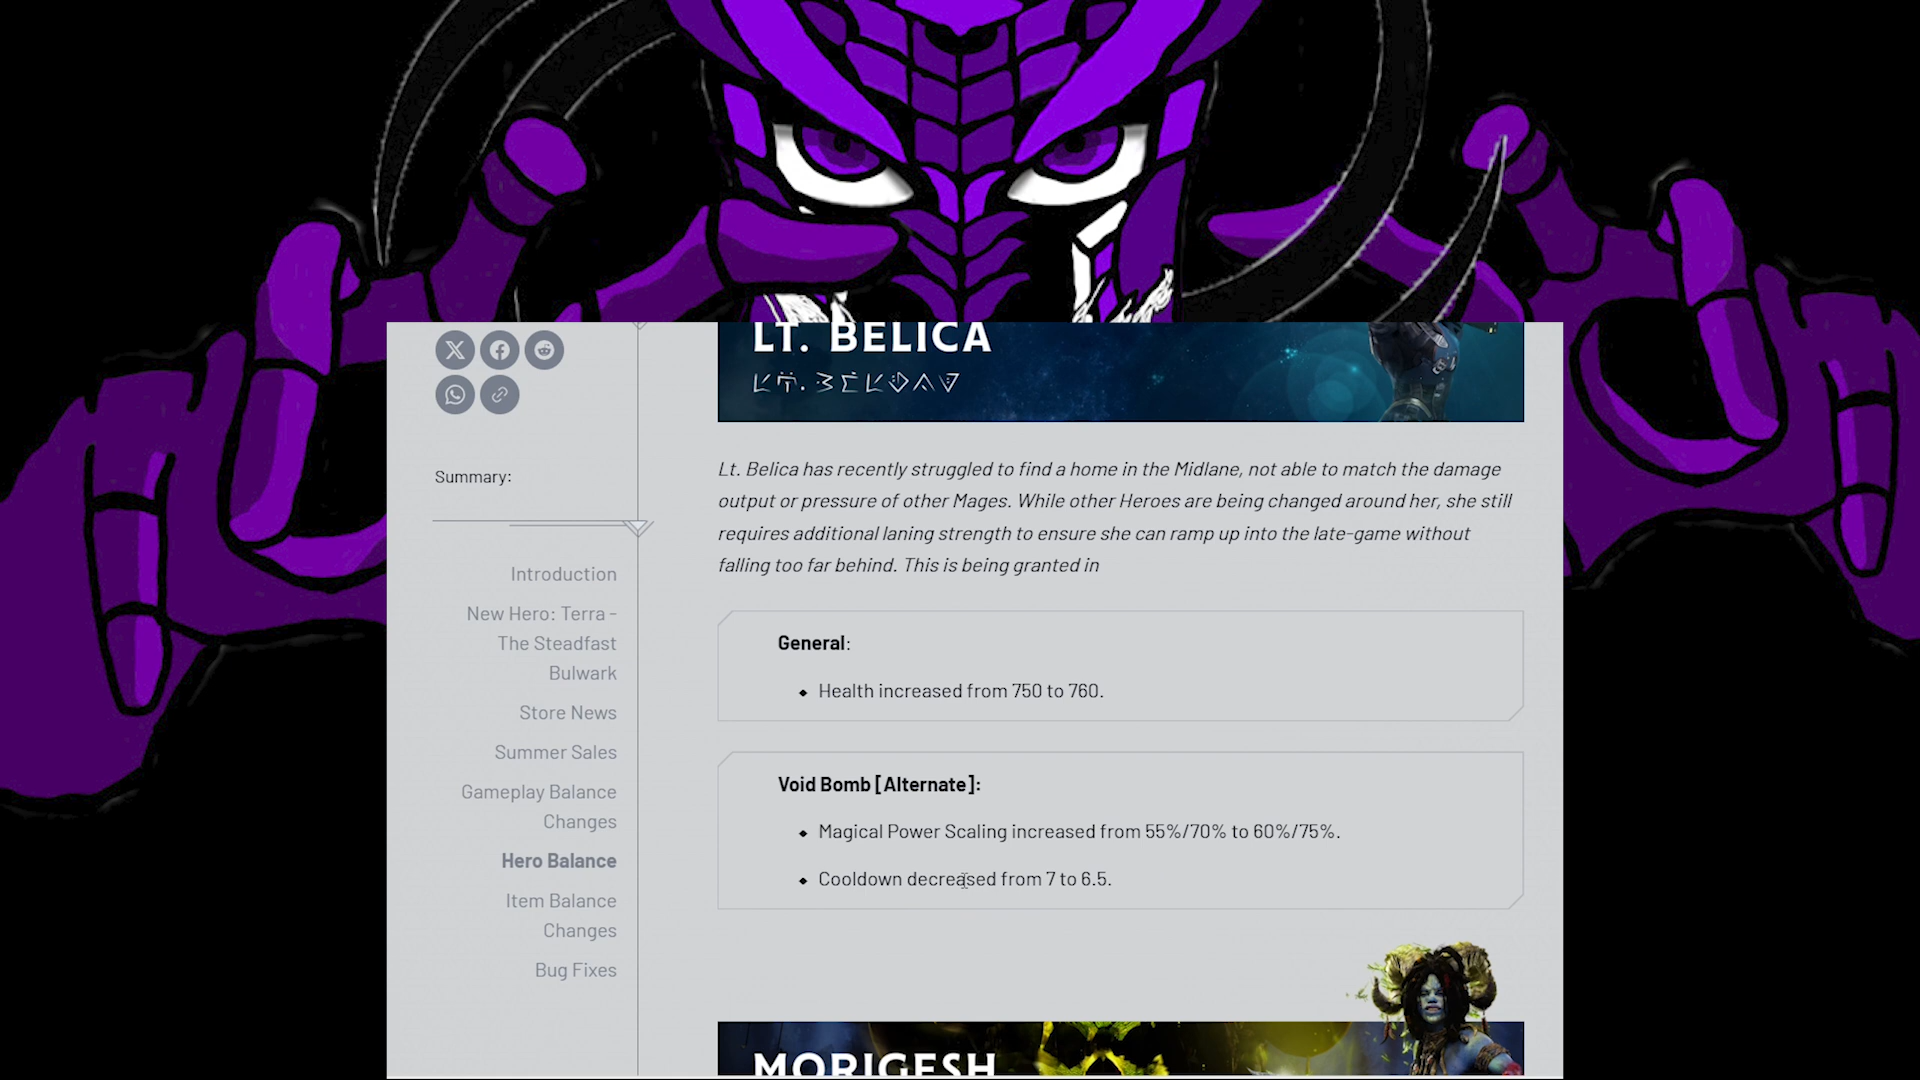 LT. BELICA
Summary:
Introduction
New Hero: Terra -
The Steadfast
Bulwark
Store News
Summer Sales
Gameplay Balance
Changes
Hero Balance
Item Balance
Changes
Bug Fixes
Lt. Belica has recently struggled to find a home in the Midlane, not able to match the damage
output or pressure of other Mages. While other Heroes are being changed around her, she still
requires additional laning strength to ensure she can ramp up into the late-game without
falling too far behind. This is being granted in
General:
Health increased from 750 to 760.
Void Bomb [Alternate]:
Magical Power Scaling increased from 55%/70% to 60%/75%.
Cooldown decreased from 7 to 6.5.
MORIGESH